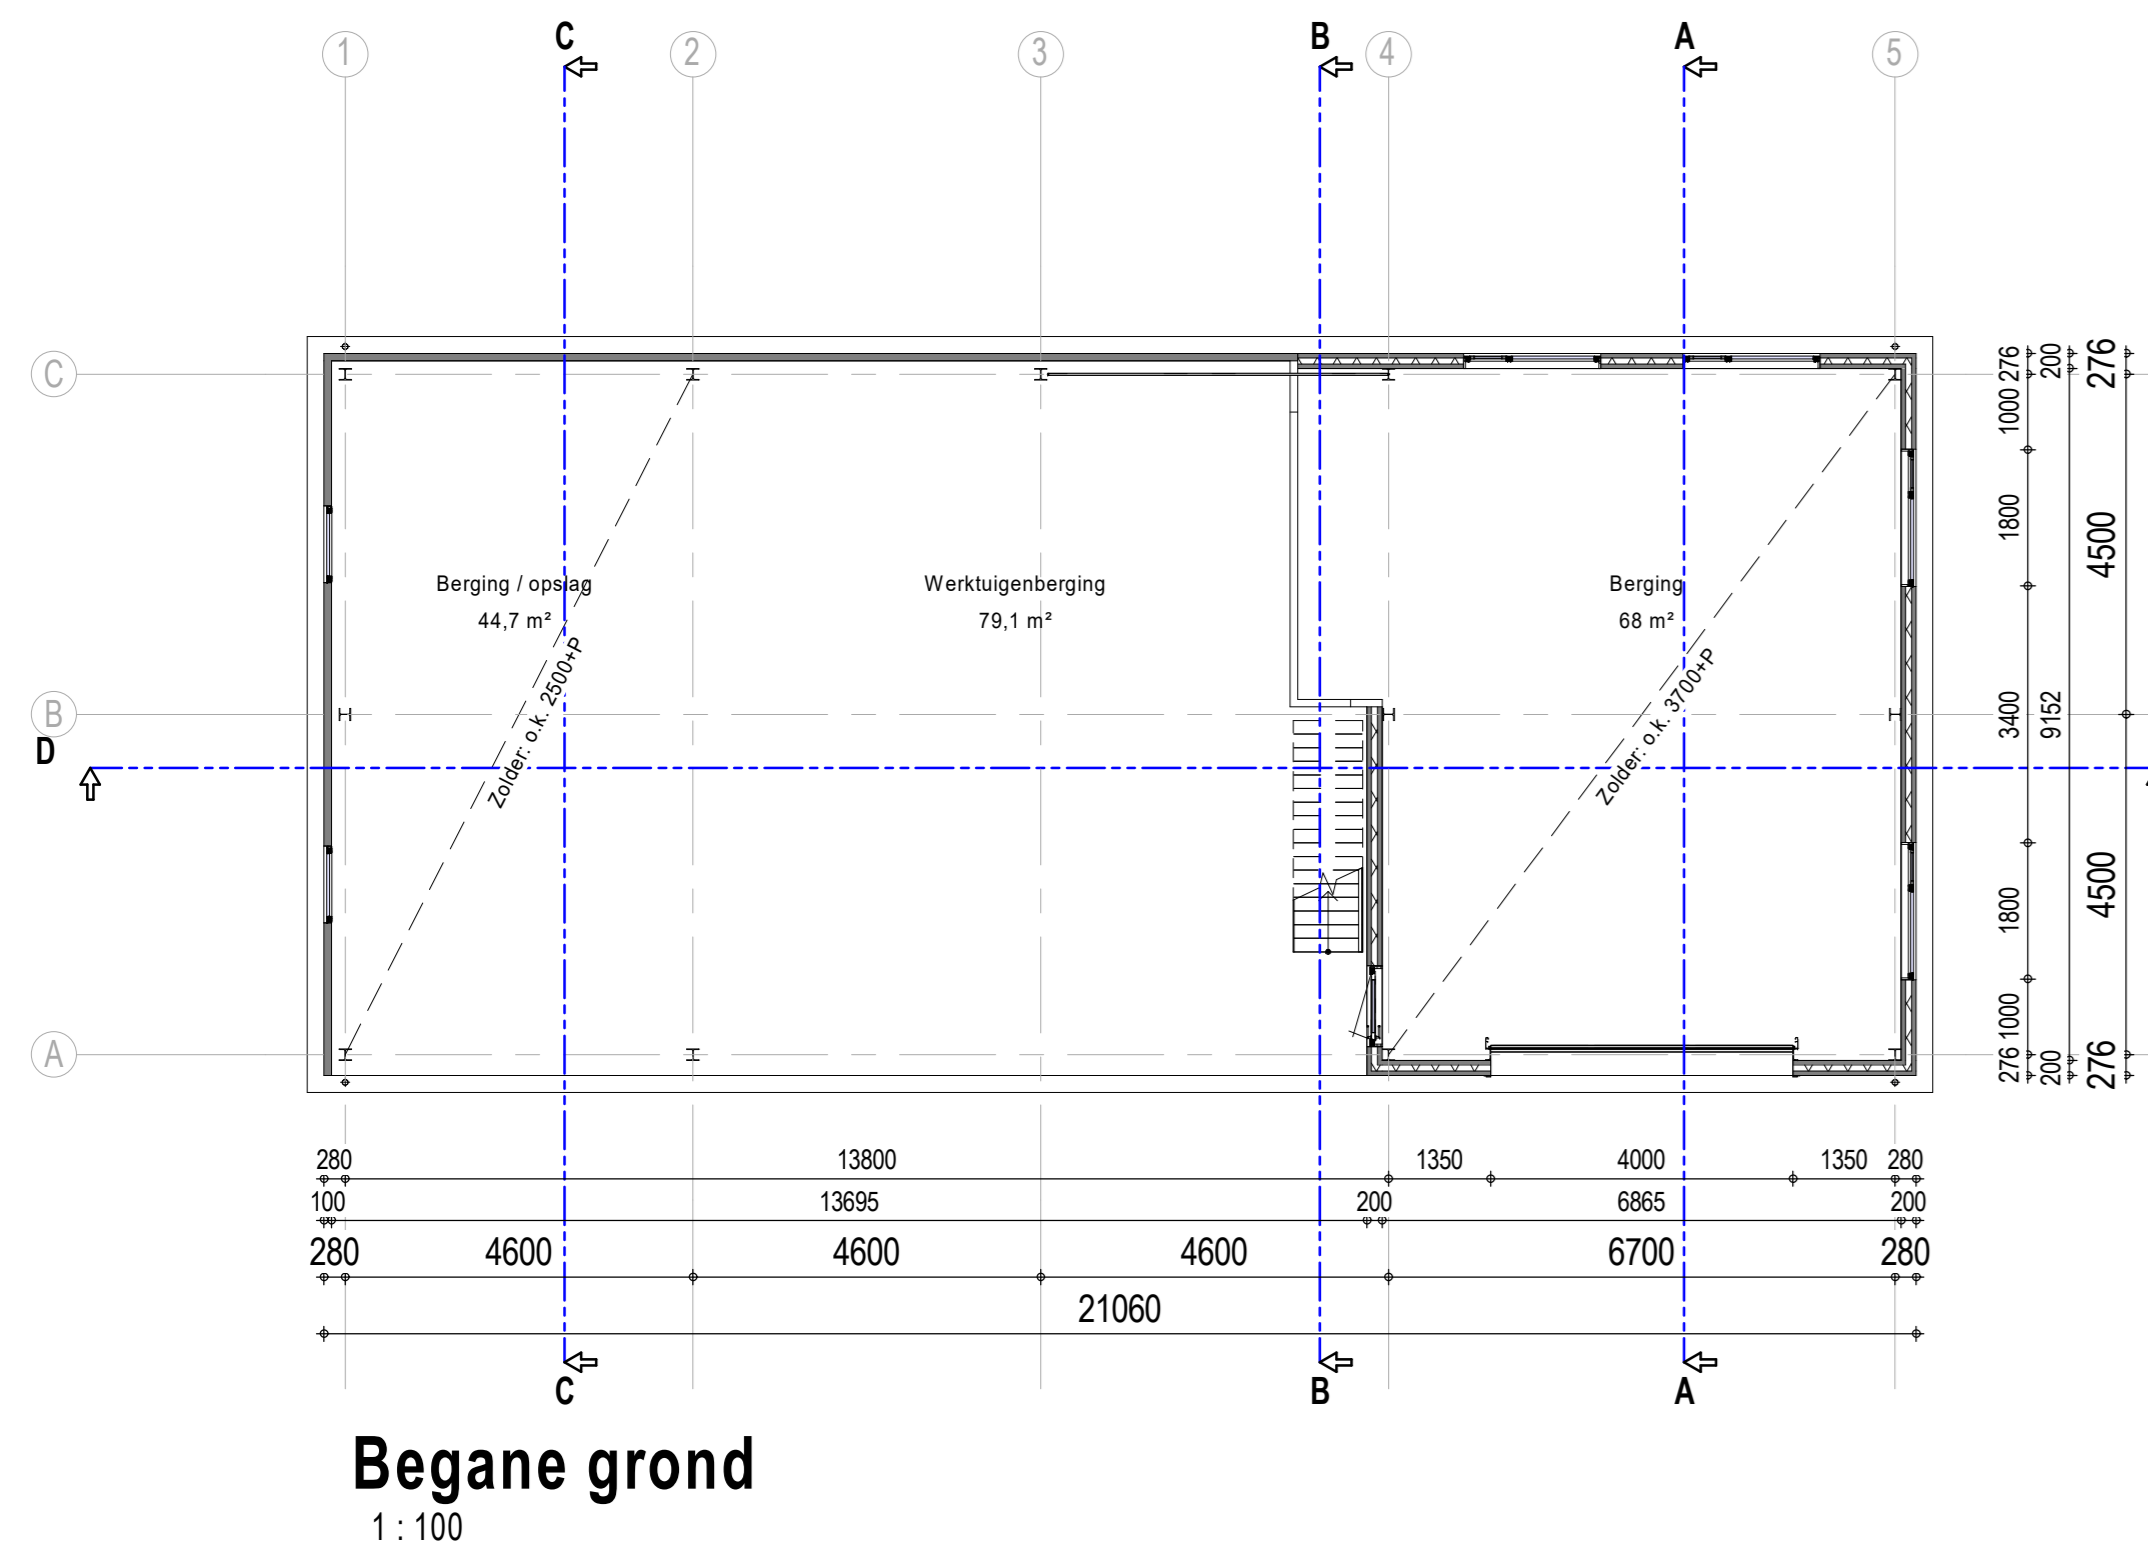 C B A
1 2 3 4 5
C
B
D
A
Berging / opslag
44,7 m²
Zolder: o.k. 2500+P
Werktuigenberging
79,1 m²
Berging
68 m²
Zolder: o.k. 3700+P
276 1000 1800 3400 1800 1000 276
200 9152 200
276 4500 4500 276
280 13800 1350 4000 1350 280
100 13695 200 6865 200
280 4600 4600 4600 6700 280
21060
C B A
Begane grond
1 : 100